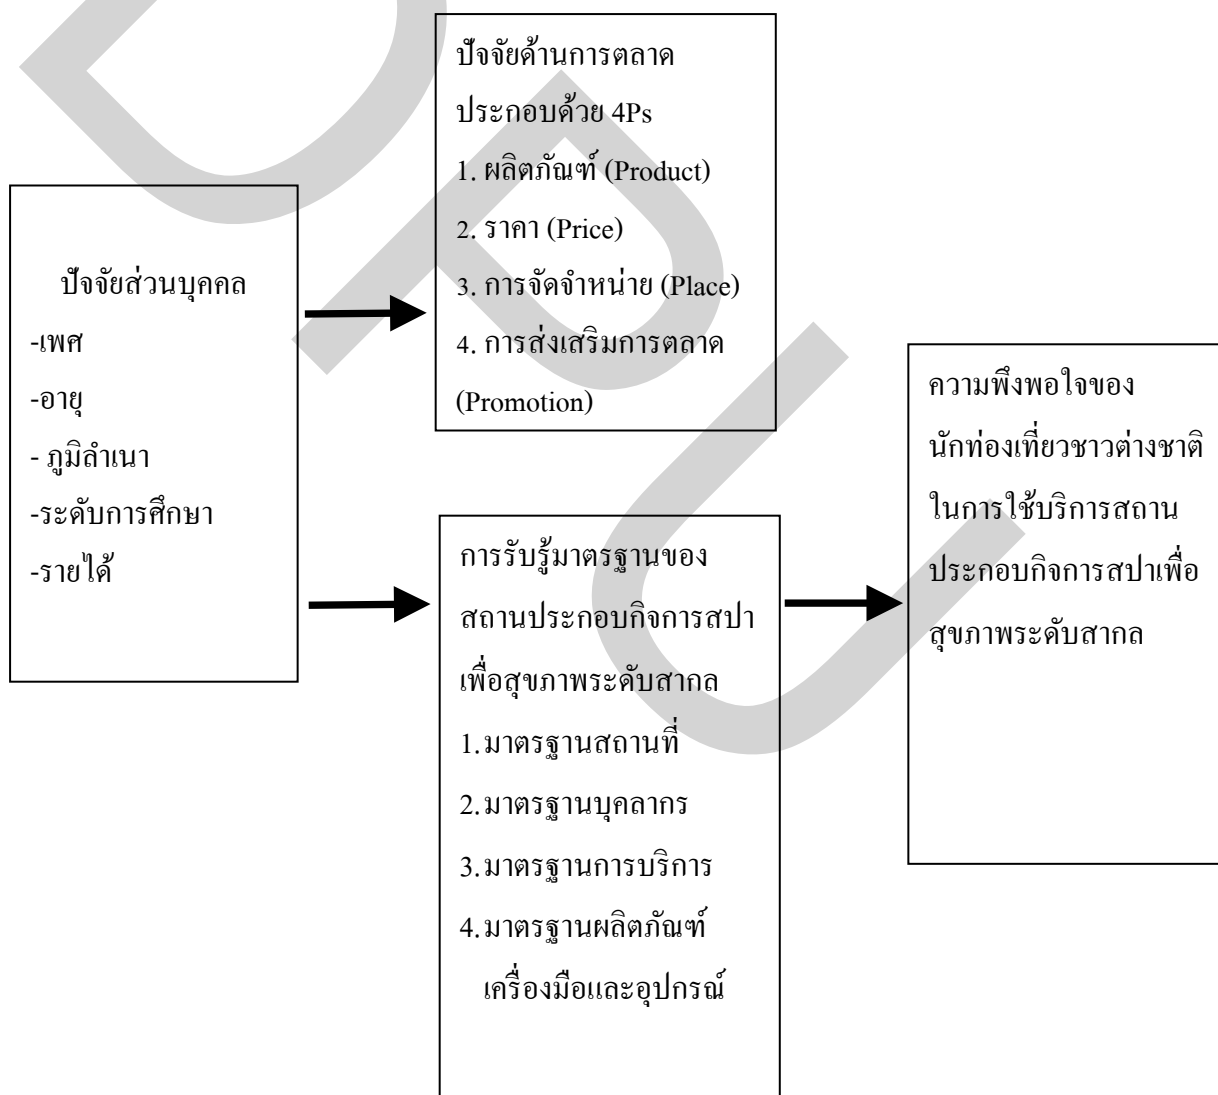 ปัจจัยส่วนบุคคล
-เพศ
-อายุ
- ภูมิลำเนา
-ระดับการศึกษา
-รายได้
ปัจจัยด้านการตลาด
ประกอบด้วย 4Ps
1. ผลิตภัณฑ์ (Product)
2. ราคา (Price)
3. การจัดจำหน่าย (Place)
4. การส่งเสริมการตลาด
(Promotion)
การรับรู้มาตรฐานของ
สถานประกอบกิจการสปา
เพื่อสุขภาพระดับสากล
1. มาตรฐานสถานที่
2. มาตรฐานบุคลากร
3. มาตรฐานการบริการ
4. มาตรฐานผลิตภัณฑ์
เครื่องมือและอุปกรณ์
ความพึงพอใจของ
นักท่องเที่ยวชาวต่างชาติ
ในการใช้บริการสถาน
ประกอบกิจการสปาเพื่อ
สุขภาพระดับสากล
DPU